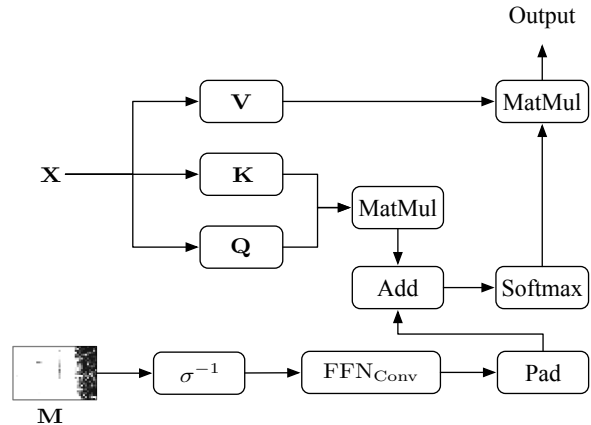 Output
V
MatMul
X
K
MatMul
Q
Add
Softmax
σ⁻¹
FFN_Conv
Pad
M